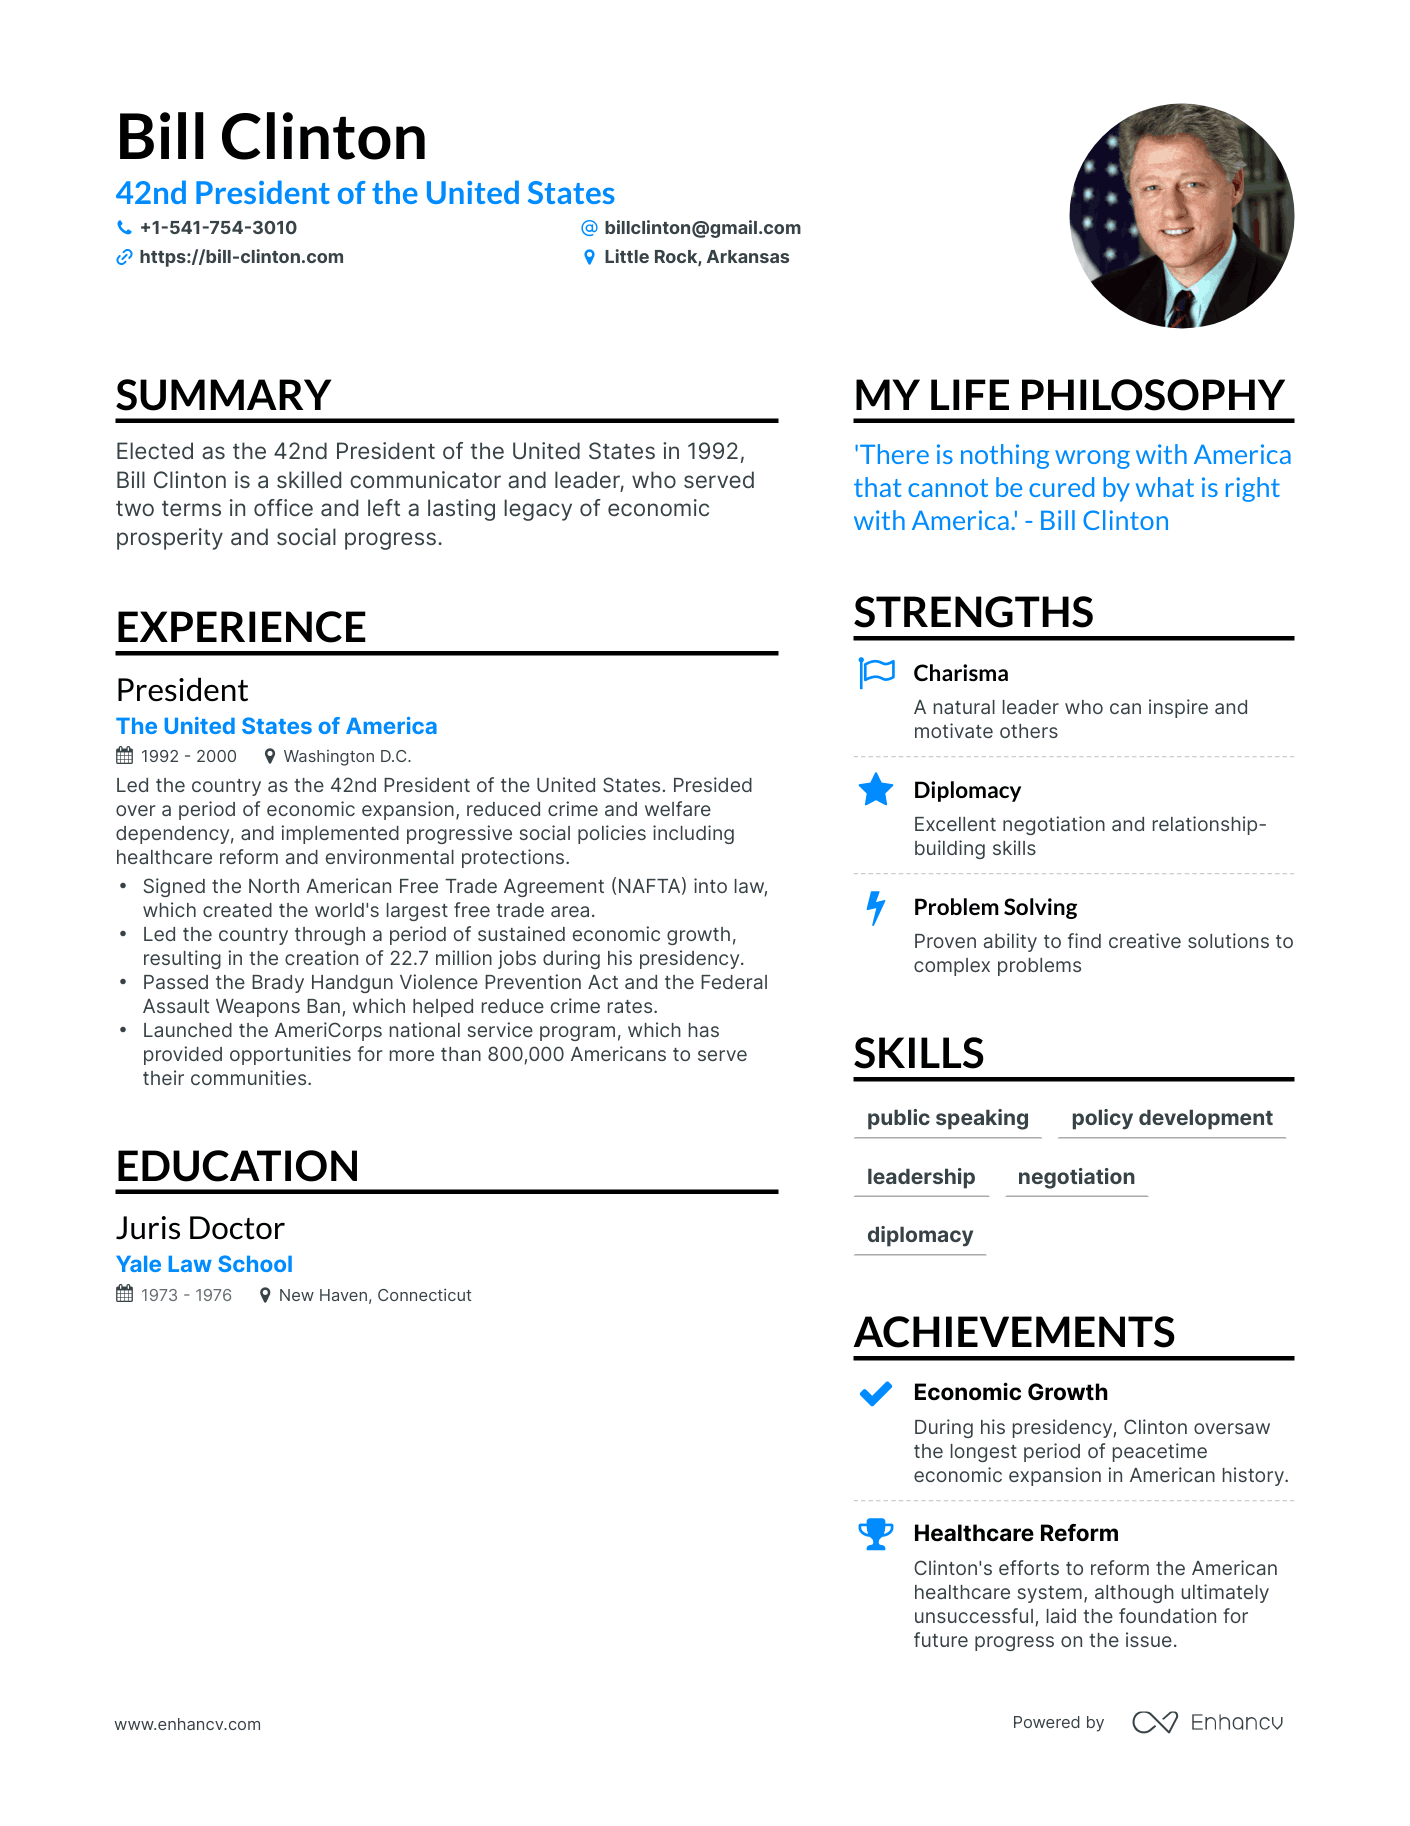 Bill Clinton
42nd President of the United States
+1-541-754-3010
billclinton@gmail.com
https://bill-clinton.com
Little Rock, Arkansas
SUMMARY
Elected as the 42nd President of the United States in 1992,
Bill Clinton is a skilled communicator and leader, who served
two terms in office and left a lasting legacy of economic
prosperity and social progress.
EXPERIENCE
President
The United States of America
1992 - 2000 Washington D.C.
Led the country as the 42nd President of the United States. Presided
over a period of economic expansion, reduced crime and welfare
dependency, and implemented progressive social policies including
healthcare reform and environmental protections.
• Signed the North American Free Trade Agreement (NAFTA) into law,
which created the world's largest free trade area.
• Led the country through a period of sustained economic growth,
resulting in the creation of 22.7 million jobs during his presidency.
• Passed the Brady Handgun Violence Prevention Act and the Federal
Assault Weapons Ban, which helped reduce crime rates.
• Launched the AmeriCorps national service program, which has
provided opportunities for more than 800,000 Americans to serve
their communities.
EDUCATION
Juris Doctor
Yale Law School
1973 - 1976 New Haven, Connecticut
MY LIFE PHILOSOPHY
'There is nothing wrong with America
that cannot be cured by what is right
with America.' - Bill Clinton
STRENGTHS
Charisma
A natural leader who can inspire and
motivate others
Diplomacy
Excellent negotiation and relationship-
building skills
Problem Solving
Proven ability to find creative solutions to
complex problems
SKILLS
public speaking policy development
leadership negotiation
diplomacy
ACHIEVEMENTS
Economic Growth
During his presidency, Clinton oversaw
the longest period of peacetime
economic expansion in American history.
Healthcare Reform
Clinton's efforts to reform the American
healthcare system, although ultimately
unsuccessful, laid the foundation for
future progress on the issue.
www.enhancv.com
Powered by Enhancv